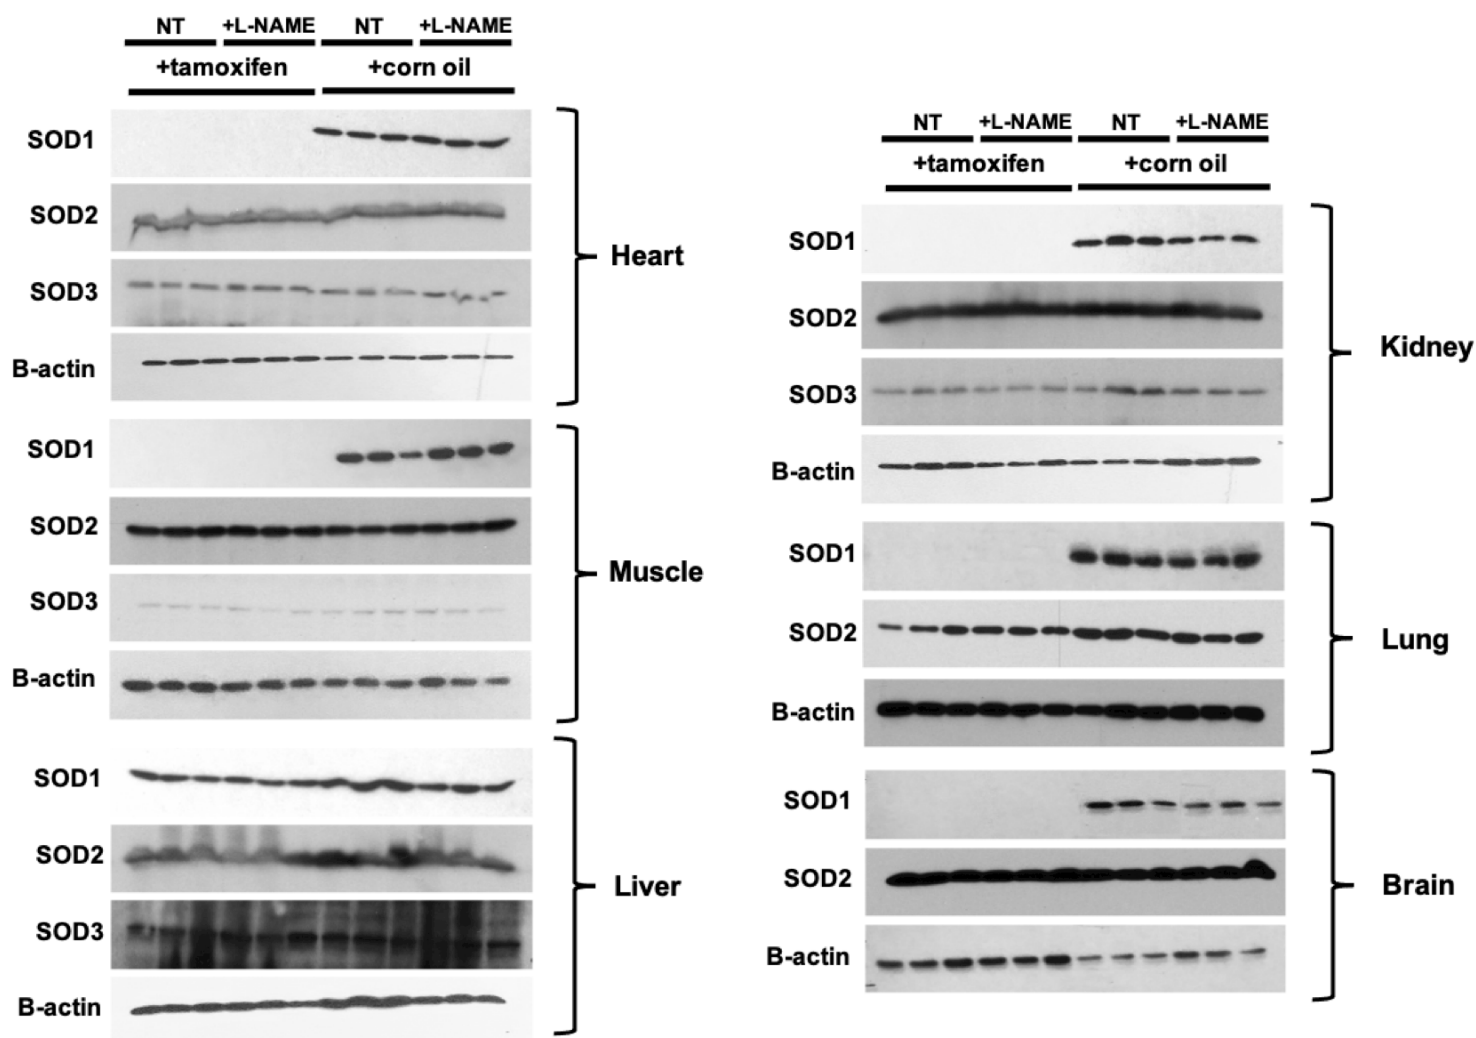 NT +L-NAME NT +L-NAME
+tamoxifen +corn oil
SOD1
SOD2
SOD3
B-actin
Heart
SOD1
SOD2
SOD3
B-actin
Muscle
SOD1
SOD2
SOD3
B-actin
Liver
NT +L-NAME NT +L-NAME
+tamoxifen +corn oil
SOD1
SOD2
SOD3
B-actin
Kidney
SOD1
SOD2
B-actin
Lung
SOD1
SOD2
B-actin
Brain